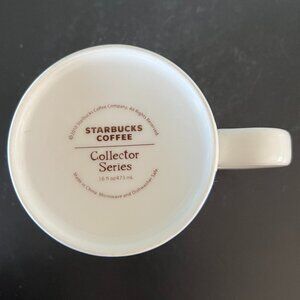 © 2016 Starbucks Coffee Company. All Rights Reserved.
STARBUCKS
COFFEE
Collector
Series
16 fl oz/473 mL
Made in China Microwave and Dishwasher Safe